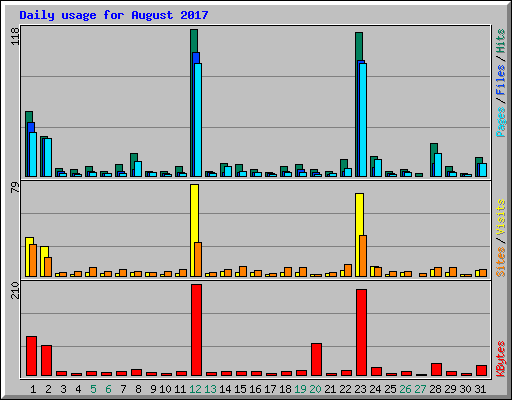 Daily usage for August 2017
118
Pages / Files / Hits
79
Sites / Visits
210
KBytes
1 2 3 4 5 6 7 8 9 10 11 12 13 14 15 16 17 18 19 20 21 22 23 24 25 26 27 28 29 30 31